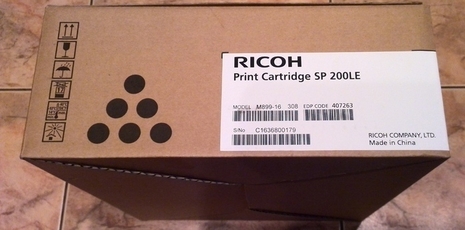 RICOH
Print Cartridge SP 200LE
MODEL M899-16 308 EDP CODE 407263
S/No. C1636800179
RICOH COMPANY, LTD.
Made in China